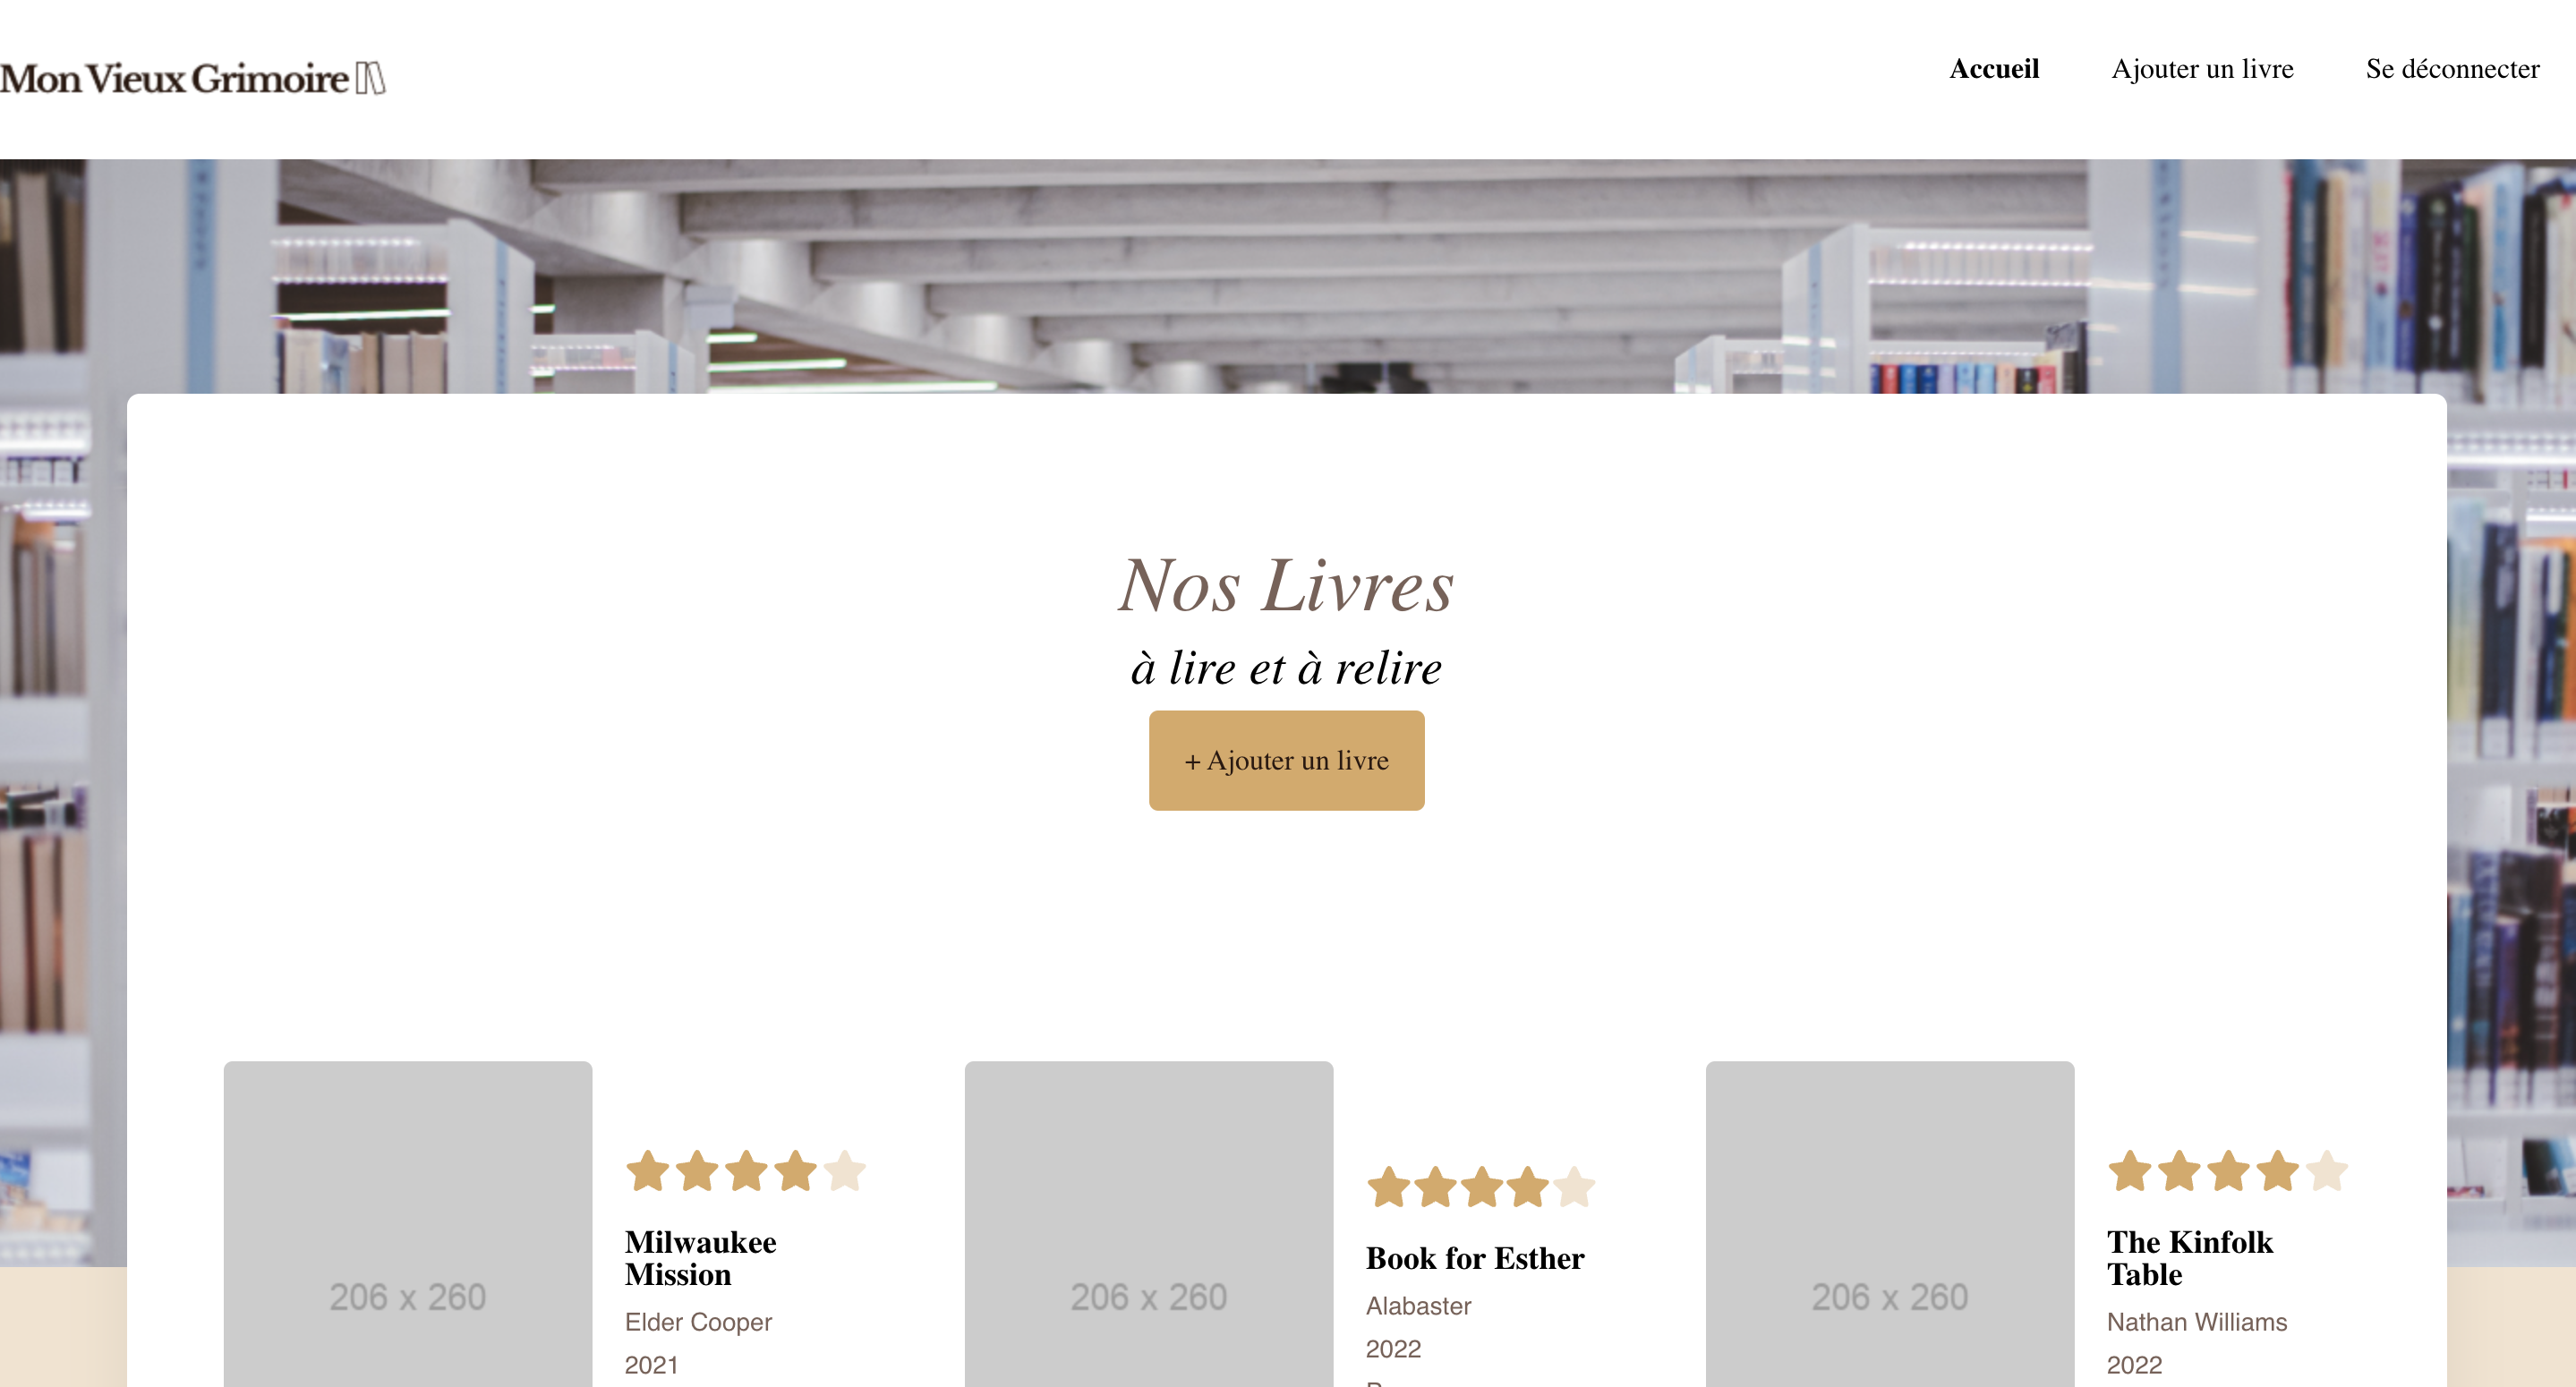 Mon Vieux Grimoire
Accueil
Ajouter un livre
Se déconnecter
Nos Livres
à lire et à relire
+ Ajouter un livre
206 x 260
Milwaukee
Mission
Elder Cooper
2021
206 x 260
Book for Esther
Alabaster
2022
206 x 260
The Kinfolk
Table
Nathan Williams
2022